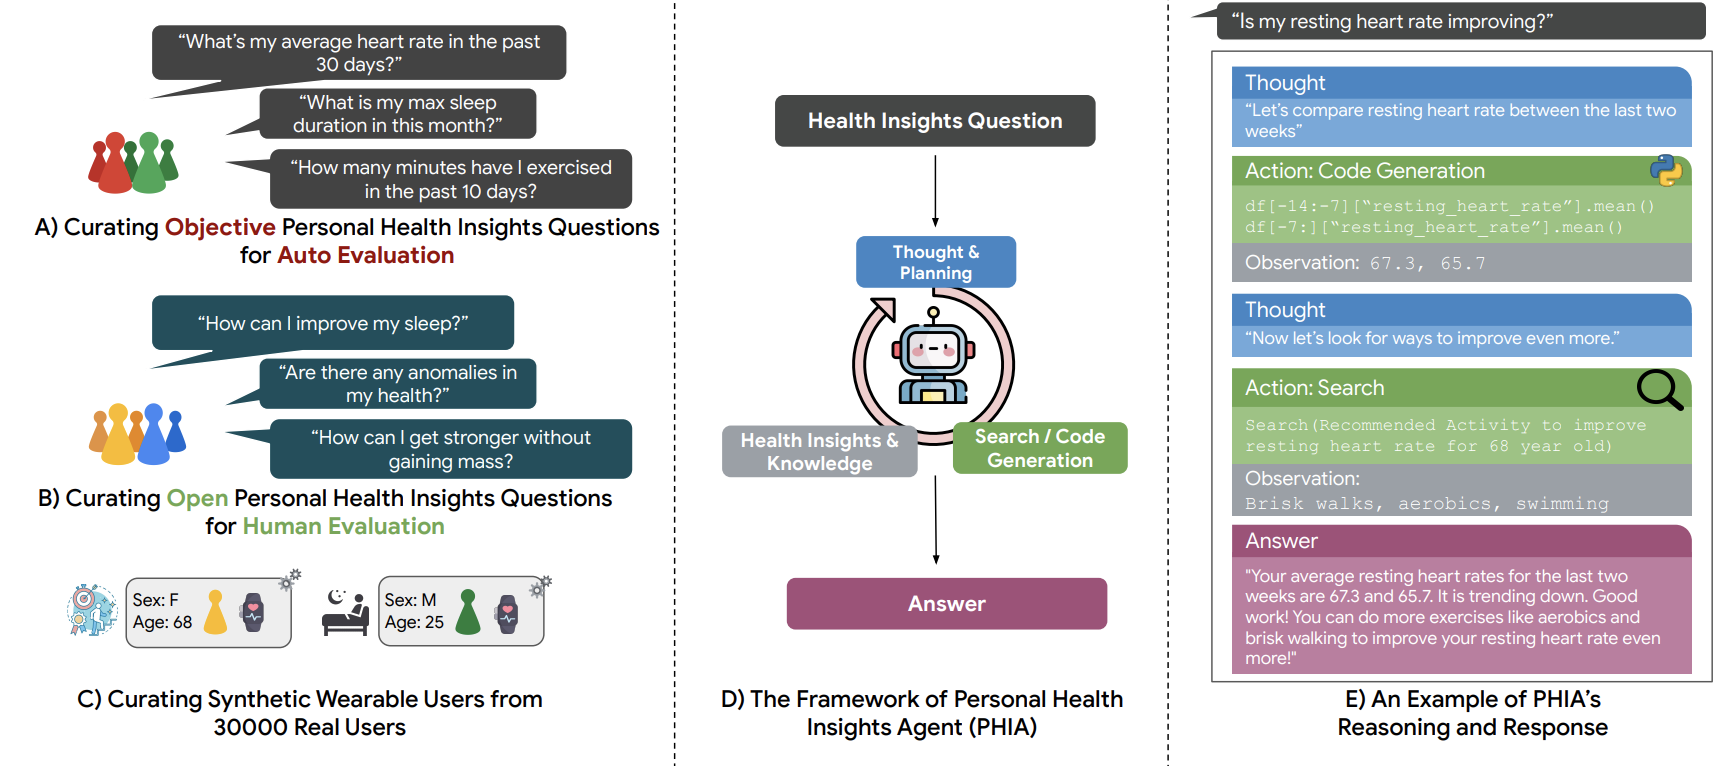 “What’s my average heart rate in the past
30 days?”
“What is my max sleep
duration in this month?”
“How many minutes have I exercised
in the past 10 days?
A) Curating Objective Personal Health Insights Questions
for Auto Evaluation
“How can I improve my sleep?”
“Are there any anomalies in
my health?”
“How can I get stronger without
gaining mass?
B) Curating Open Personal Health Insights Questions
for Human Evaluation
Sex: F
Age: 68
Sex: M
Age: 25
C) Curating Synthetic Wearable Users from
30000 Real Users
Health Insights Question
Thought &
Planning
Health Insights &
Knowledge
Search / Code
Generation
Answer
D) The Framework of Personal Health
Insights Agent (PHIA)
“Is my resting heart rate improving?”
Thought
“Let’s compare resting heart rate between the last two
weeks”
Action: Code Generation
df[-14:-7][“resting_heart_rate”].mean()
df[-7:][“resting_heart_rate”].mean()
Observation: 67.3, 65.7
Thought
“Now let’s look for ways to improve even more.”
Action: Search
Search(Recommended Activity to improve
resting heart rate for 68 year old)
Observation:
Brisk walks, aerobics, swimming
Answer
"Your average resting heart rates for the last two
weeks are 67.3 and 65.7. It is trending down. Good
work! You can do more exercises like aerobics and
brisk walking to improve your resting heart rate even
more!"
E) An Example of PHIA’s
Reasoning and Response